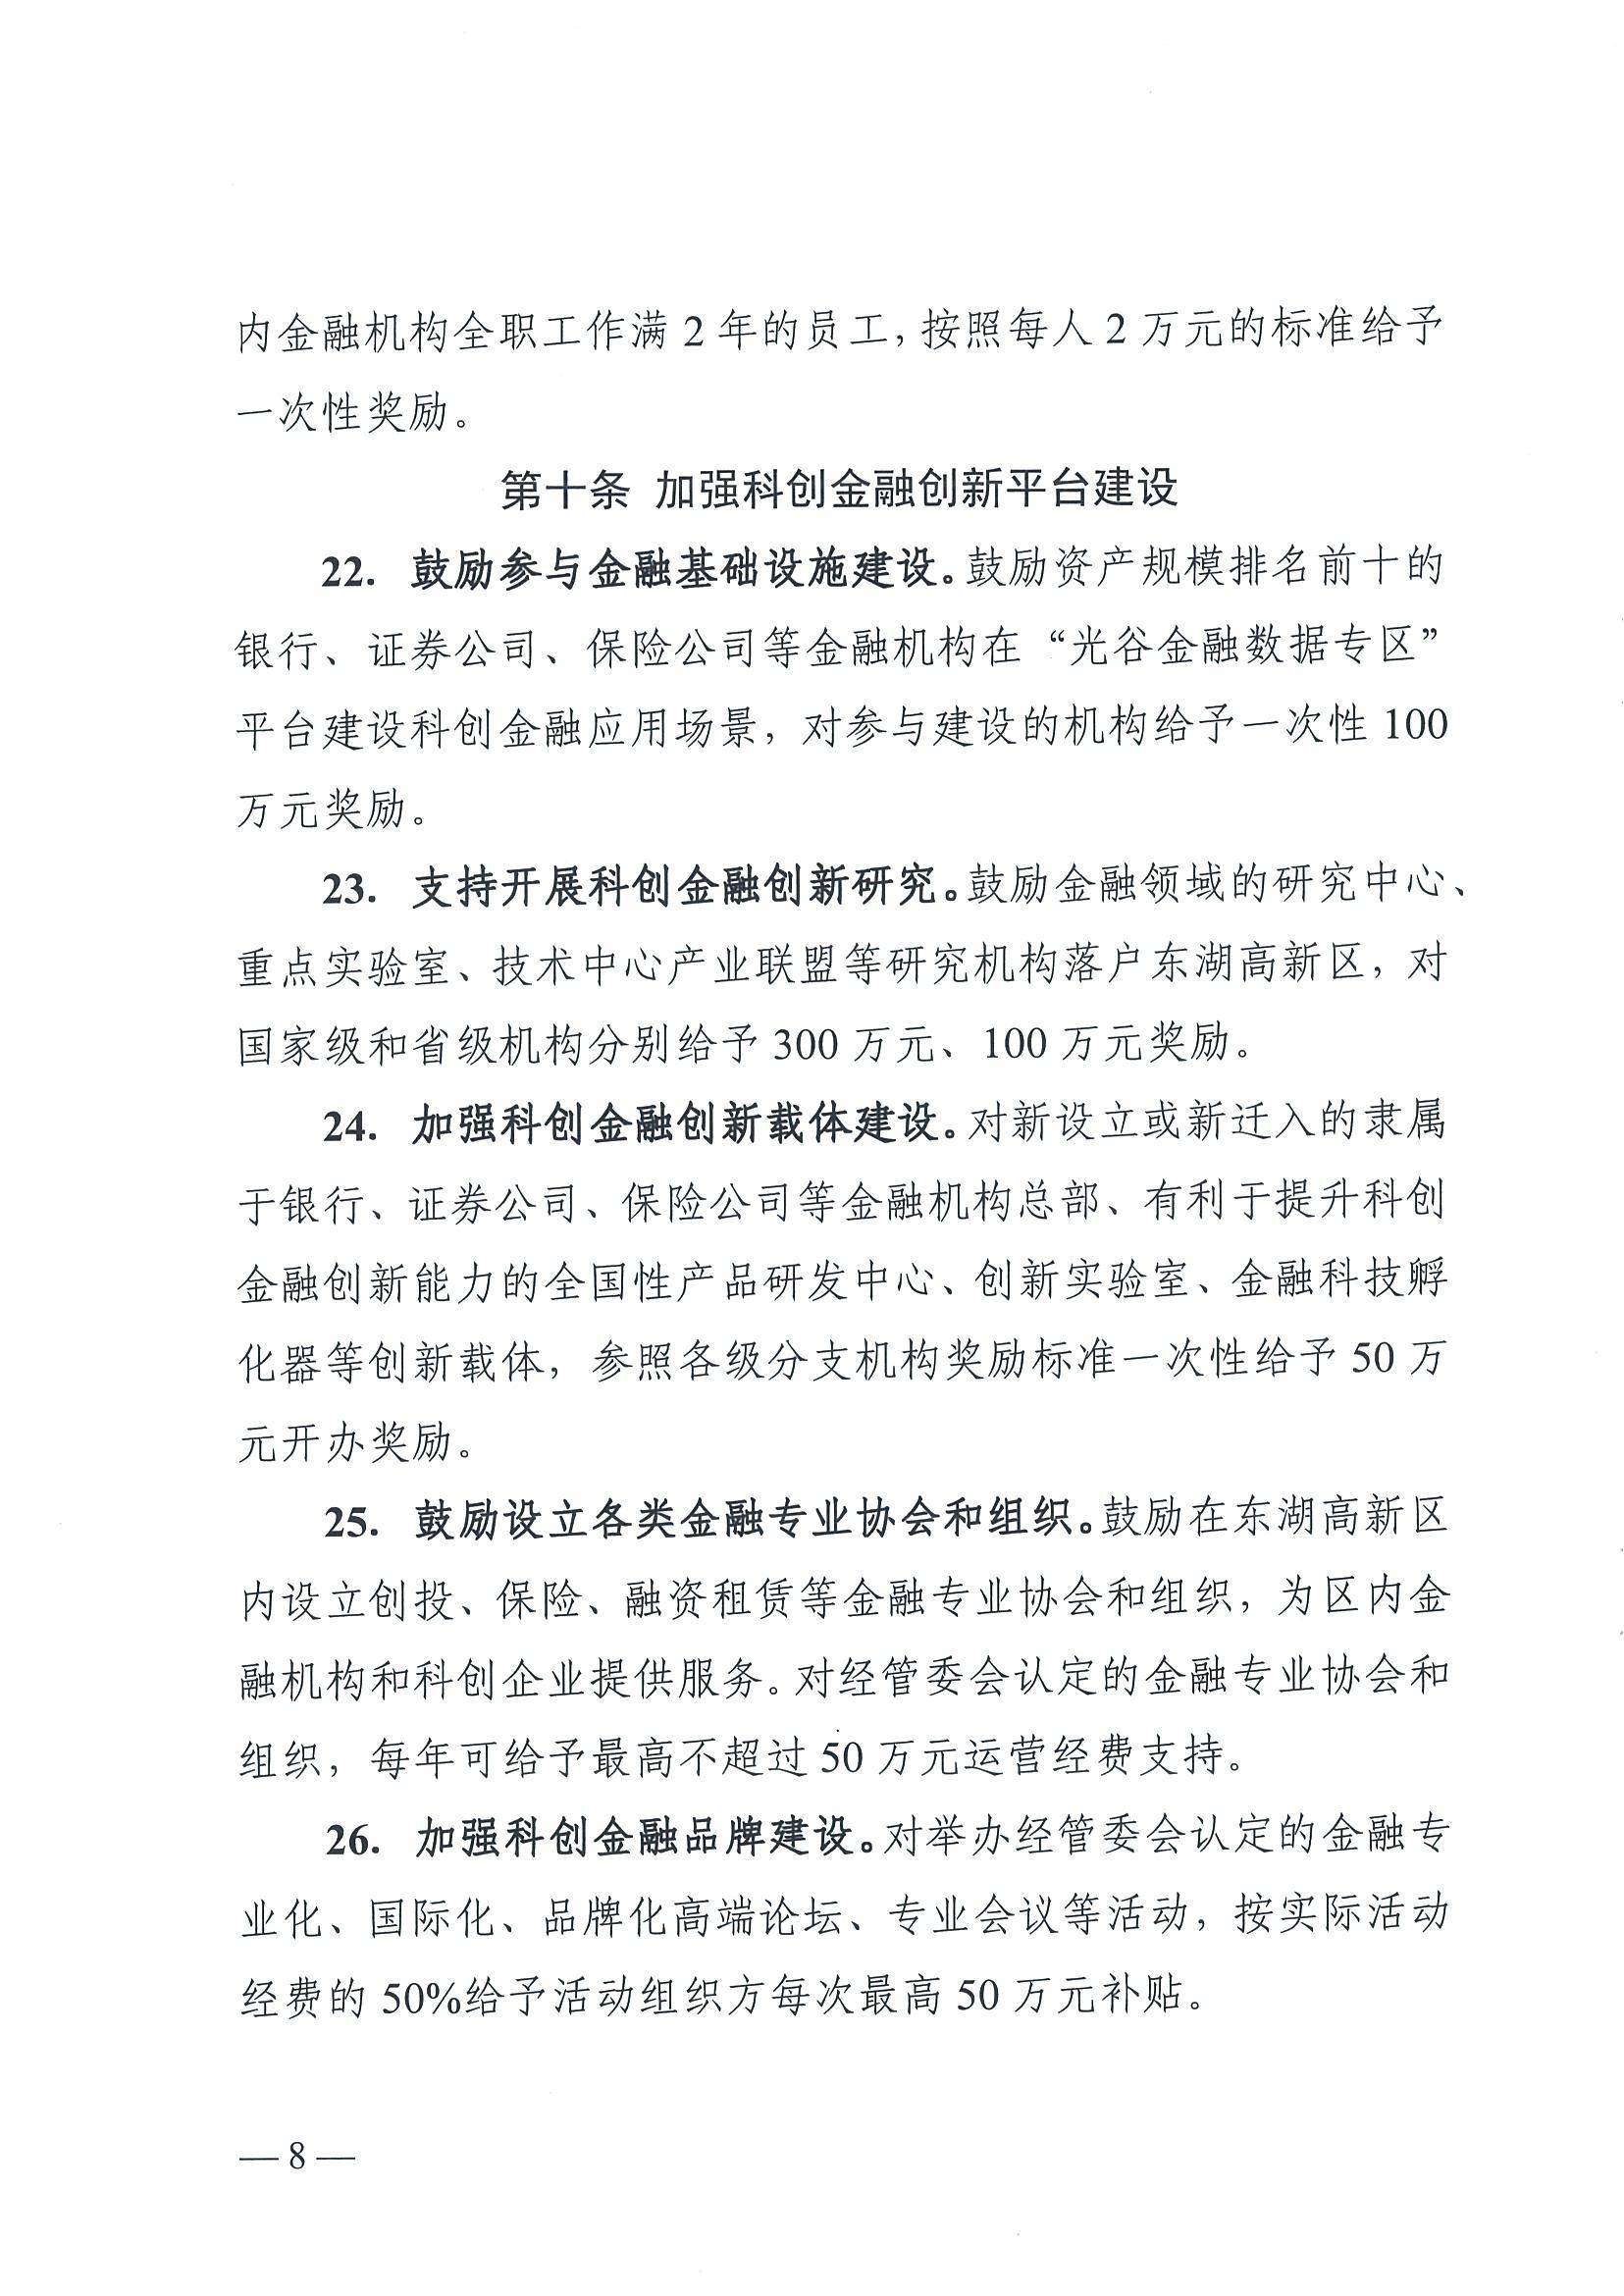 内金融机构全职工作满 2 年的员工，按照每人 2 万元的标准给予
一次性奖励。
第十条 加强科创金融创新平台建设
22. 鼓励参与金融基础设施建设。鼓励资产规模排名前十的
银行、证券公司、保险公司等金融机构在“光谷金融数据专区”
平台建设科创金融应用场景，对参与建设的机构给予一次性 100
万元奖励。
23. 支持开展科创金融创新研究。鼓励金融领域的研究中心、
重点实验室、技术中心产业联盟等研究机构落户东湖高新区，对
国家级和省级机构分别给予 300 万元、100 万元奖励。
24. 加强科创金融创新载体建设。对新设立或新迁入的隶属
于银行、证券公司、保险公司等金融机构总部、有利于提升科创
金融创新能力的全国性产品研发中心、创新实验室、金融科技孵
化器等创新载体，参照各级分支机构奖励标准一次性给予 50 万
元开办奖励。
25. 鼓励设立各类金融专业协会和组织。鼓励在东湖高新区
内设立创投、保险、融资租赁等金融专业协会和组织，为区内金
融机构和科创企业提供服务。对经管委会认定的金融专业协会和
组织，每年可给予最高不超过 50 万元运营经费支持。
26. 加强科创金融品牌建设。对举办经管委会认定的金融专
业化、国际化、品牌化高端论坛、专业会议等活动，按实际活动
经费的 50%给予活动组织方每次最高 50 万元补贴。
— 8 —